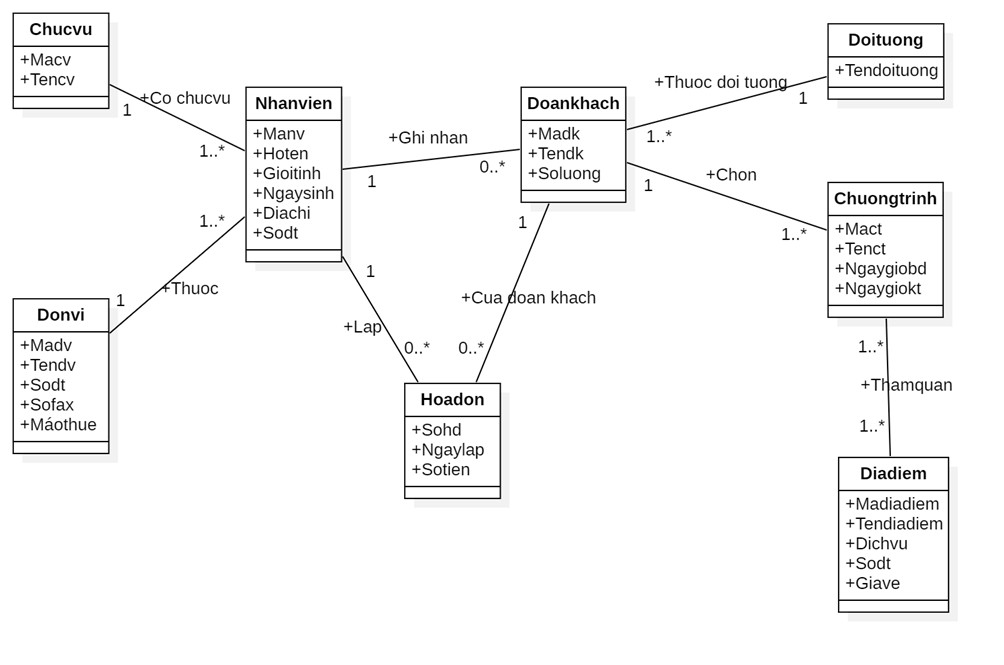 Chucvu
+Macv
+Tencv
1
+Co chucvu
1..*
Nhanvien
+Manv
+Hoten
+Gioitinh
+Ngaysinh
+Diachi
+Sodt
1..*
+Thuoc
1
Donvi
+Madv
+Tendv
+Sodt
+Sofax
+Máothue
+Ghi nhan
1
0..*
Doankhach
+Madk
+Tendk
+Soluong
+Thuoc doi tuong
1..*
1
Doituong
+Tendoituong
+Chon
1
1..*
Chuongtrinh
+Mact
+Tenct
+Ngaygiobd
+Ngaygiokt
1
+Lap
0..*
1
+Cua doan khach
0..*
Hoadon
+Sohd
+Ngaylap
+Sotien
1..*
+Thamquan
1..*
Diadiem
+Madiadiem
+Tendiadiem
+Dichvu
+Sodt
+Giave